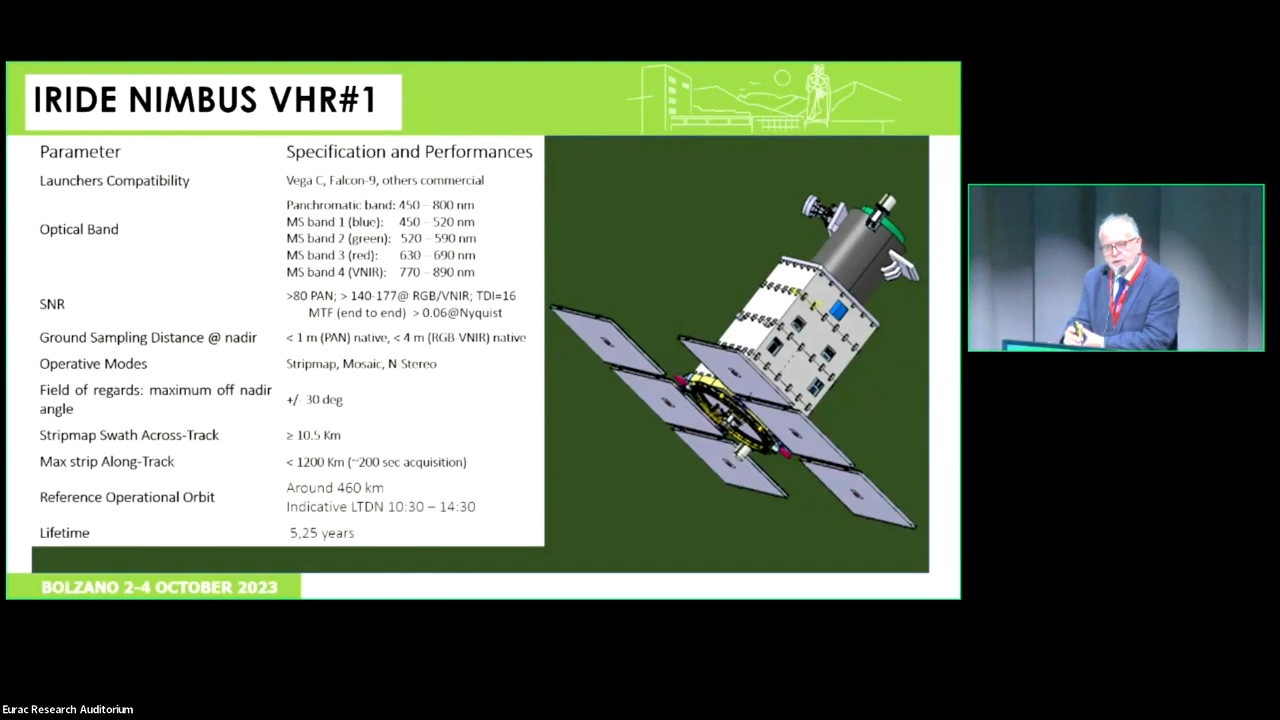 IRIDE NIMBUS VHR#1
Parameter Specification and Performances
Launchers Compatibility Vega C, Falcon-9, others commercial
Optical Band
Panchromatic band: 450 – 800 nm
MS band 1 (blue): 450 – 520 nm
MS band 2 (green): 520 – 590 nm
MS band 3 (red): 630 – 690 nm
MS band 4 (VNIR): 770 – 890 nm
SNR
>80 PAN; > 140-177@ RGB/VNIR; TDI=16
MTF (end to end) > 0.06@Nyquist
Ground Sampling Distance @ nadir < 1 m (PAN) native, < 4 m (RGB-VNIR) native
Operative Modes Stripmap, Mosaic, N-Stereo
Field of regards: maximum off nadir
angle
+/- 30 deg
Stripmap Swath Across-Track ≥ 10.5 Km
Max strip Along-Track < 1200 Km (~200 sec acquisition)
Reference Operational Orbit
Around 460 km
Indicative LTDN 10:30 – 14:30
Lifetime 5,25 years
BOLZANO 2-4 OCTOBER 2023
Eurac Research Auditorium